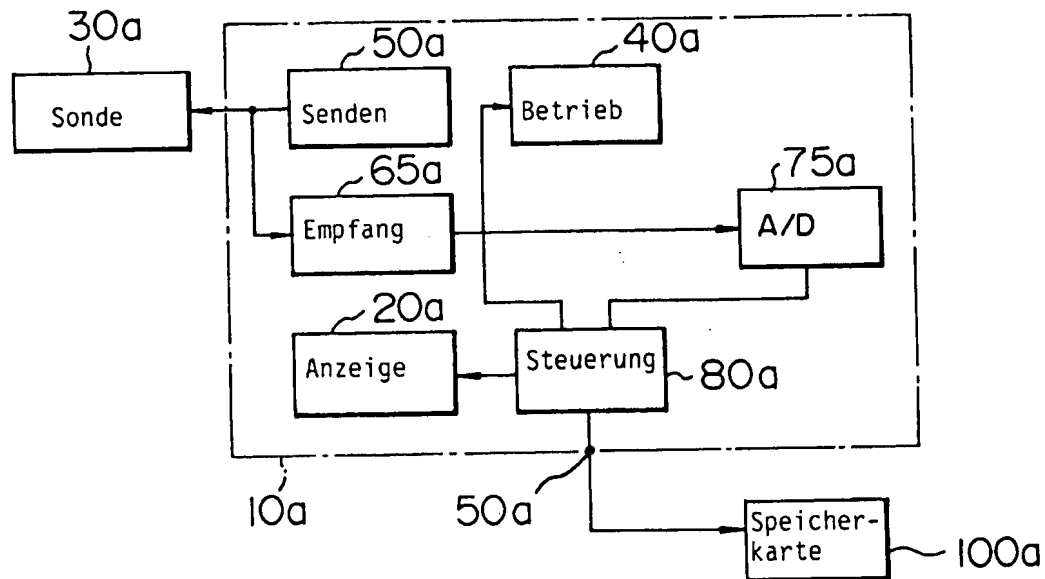 30a
50a
40a
Sonde
Senden
Betrieb
65a
75a
Empfang
A/D
20a
Anzeige
Steuerung
80a
10a
50a
Speicher-
karte
100a